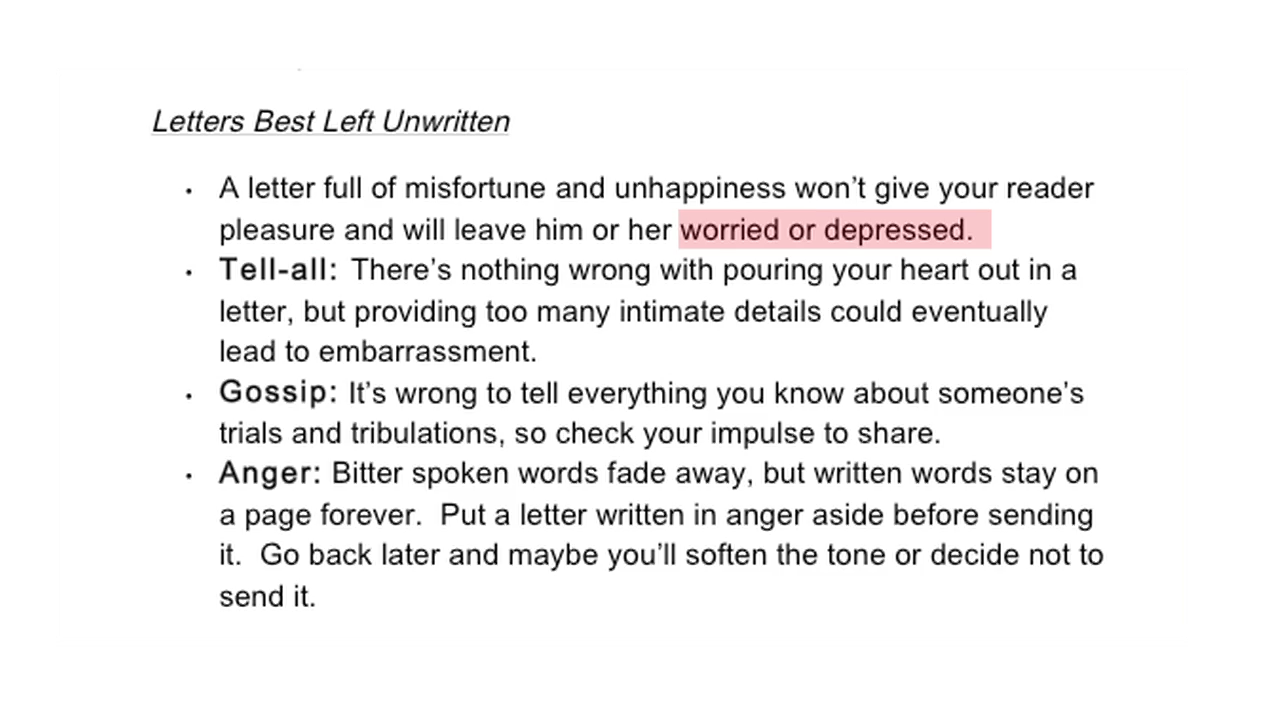 Letters Best Left Unwritten
• A letter full of misfortune and unhappiness won’t give your reader
pleasure and will leave him or her worried or depressed.
• Tell-all: There’s nothing wrong with pouring your heart out in a
letter, but providing too many intimate details could eventually
lead to embarrassment.
• Gossip: It’s wrong to tell everything you know about someone’s
trials and tribulations, so check your impulse to share.
• Anger: Bitter spoken words fade away, but written words stay on
a page forever.  Put a letter written in anger aside before sending
it.  Go back later and maybe you’ll soften the tone or decide not to
send it.